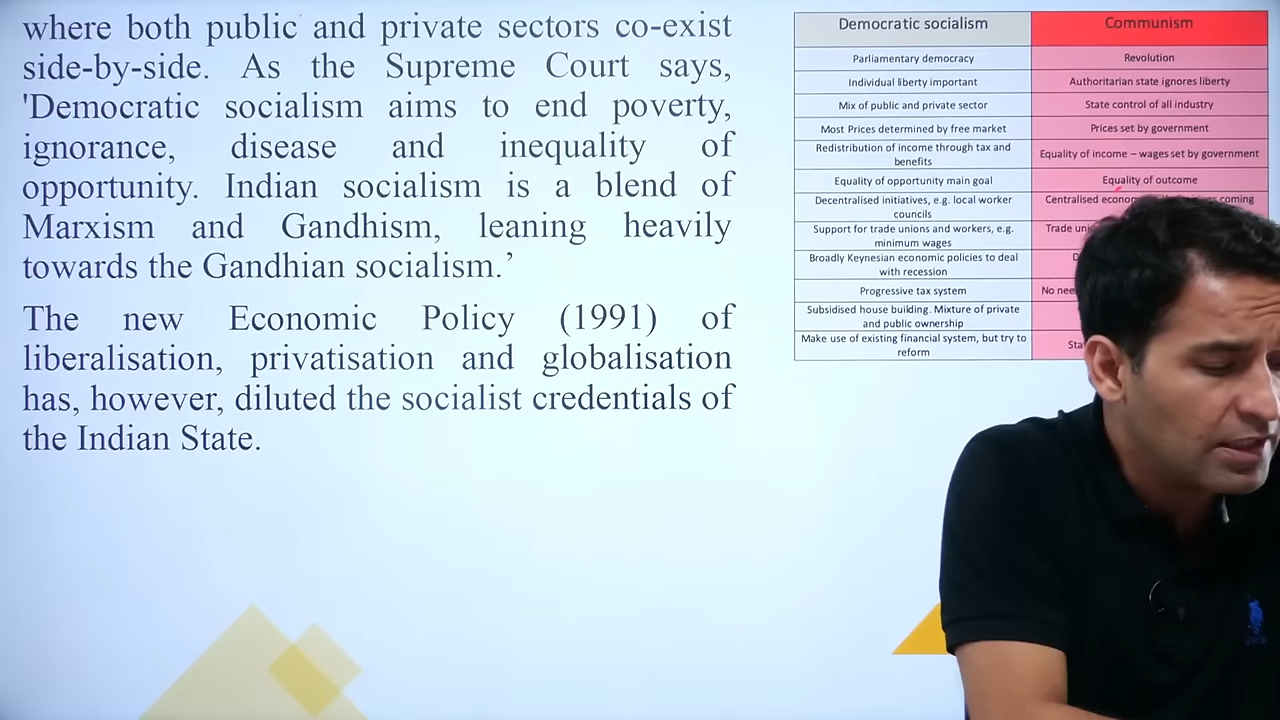 where both public and private sectors co-exist
side-by-side. As the Supreme Court says,
'Democratic socialism aims to end poverty,
ignorance, disease and inequality of
opportunity. Indian socialism is a blend of
Marxism and Gandhism, leaning heavily
towards the Gandhian socialism.’
The new Economic Policy (1991) of
liberalisation, privatisation and globalisation
has, however, diluted the socialist credentials of
the Indian State.
Democratic socialism Communism
Parliamentary democracy Revolution
Individual liberty important Authoritarian state ignores liberty
Mix of public and private sector State control of all industry
Most Prices determined by free market Prices set by government
Redistribution of income through tax and
benefits
Equality of income – wages set by government
Equality of opportunity main goal Equality of outcome
Decentralised initiatives, e.g. local worker
councils
Centralised coming
Support for trade unions and workers, e.g.
minimum wages
Trade
Broadly Keynesian economic policies to deal
with recession
Progressive tax system No
Subsidised house building. Mixture of private
and public ownership
Make use of existing financial system, but try to
reform